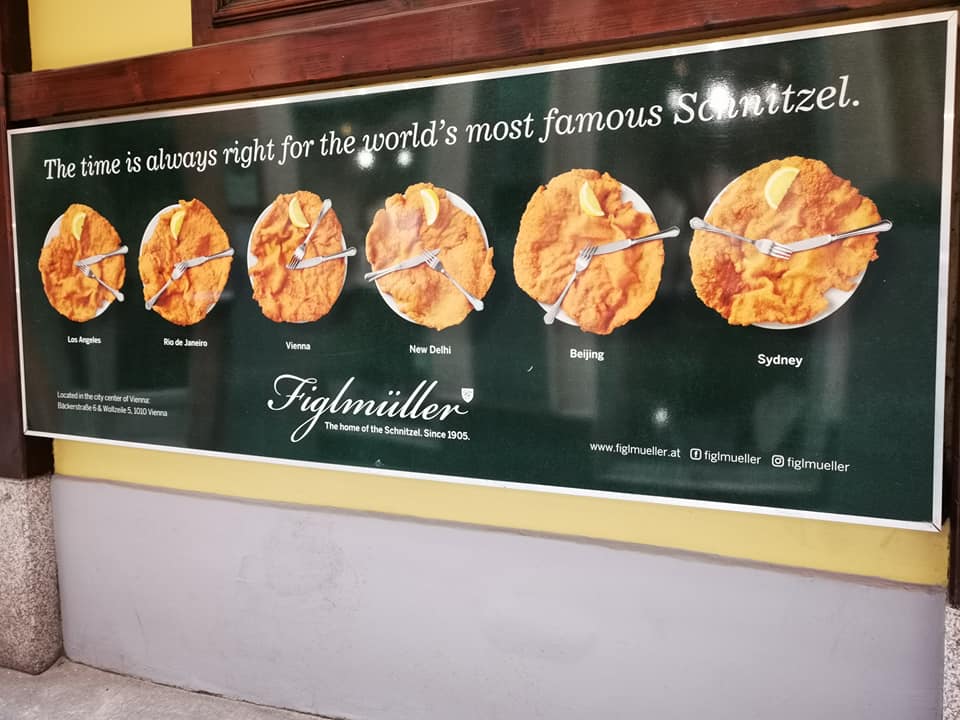 The time is always right for the world's most famous Schnitzel.
Los Angeles
Rio de Janeiro
Vienna
New Delhi
Beijing
Sydney
Located in the city center of Vienna:
Bäckerstraße 6 & Wollzeile 5, 1010 Vienna
Figlmüller
The home of the Schnitzel. Since 1905.
www.figlmueller.at figlmueller figlmueller